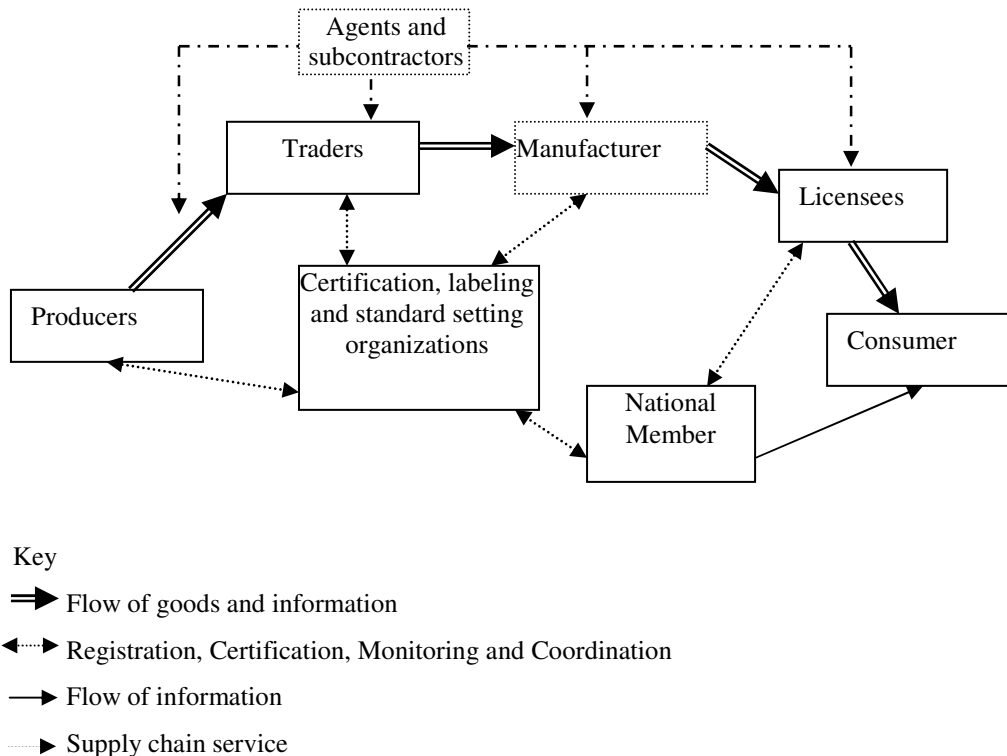 Agents and
subcontractors
Traders
Manufacturer
Licensees
Certification, labeling
and standard setting
organizations
Producers
Consumer
National
Member
Key
Flow of goods and information
Registration, Certification, Monitoring and Coordination
Flow of information
Supply chain service